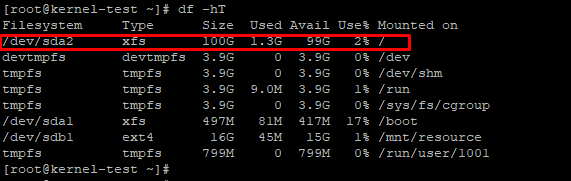 [root@kernel-test ~]# df -hT
Filesystem Type Size Used Avail Use% Mounted on
/dev/sda2 xfs 100G 1.3G 99G 2% /
devtmpfs devtmpfs 3.9G 0 3.9G 0% /dev
tmpfs tmpfs 3.9G 0 3.9G 0% /dev/shm
tmpfs tmpfs 3.9G 9.0M 3.9G 1% /run
tmpfs tmpfs 3.9G 0 3.9G 0% /sys/fs/cgroup
/dev/sda1 xfs 497M 81M 417M 17% /boot
/dev/sdb1 ext4 16G 45M 15G 1% /mnt/resource
tmpfs tmpfs 799M 0 799M 0% /run/user/1001
[root@kernel-test ~]#